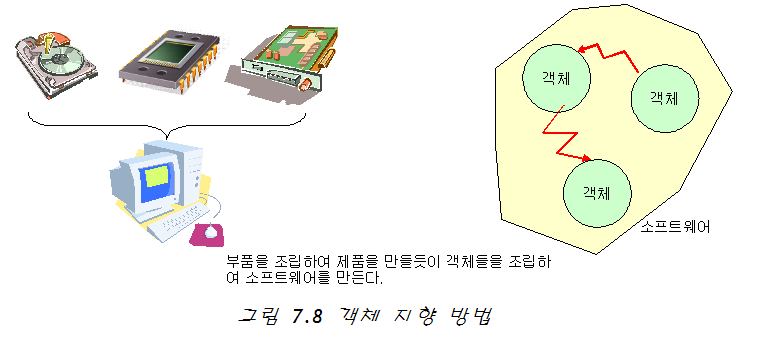 객체
객체
객체
소프트웨어
부품을 조립하여 제품을 만들듯이 객체들을 조립하
여 소프트웨어를 만든다.
그림 7.8 객체 지향 방법